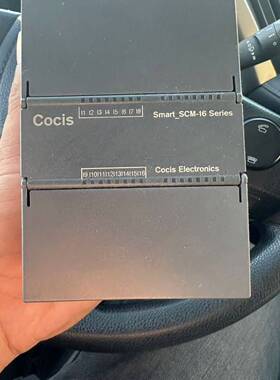 I1 I2 I3 I4 I5 I6 I7 I8
Cocis
Smart_SCM-I6 Series
I9 I10 I11 I12 I13 I14 I15 I16
Cocis Electronics